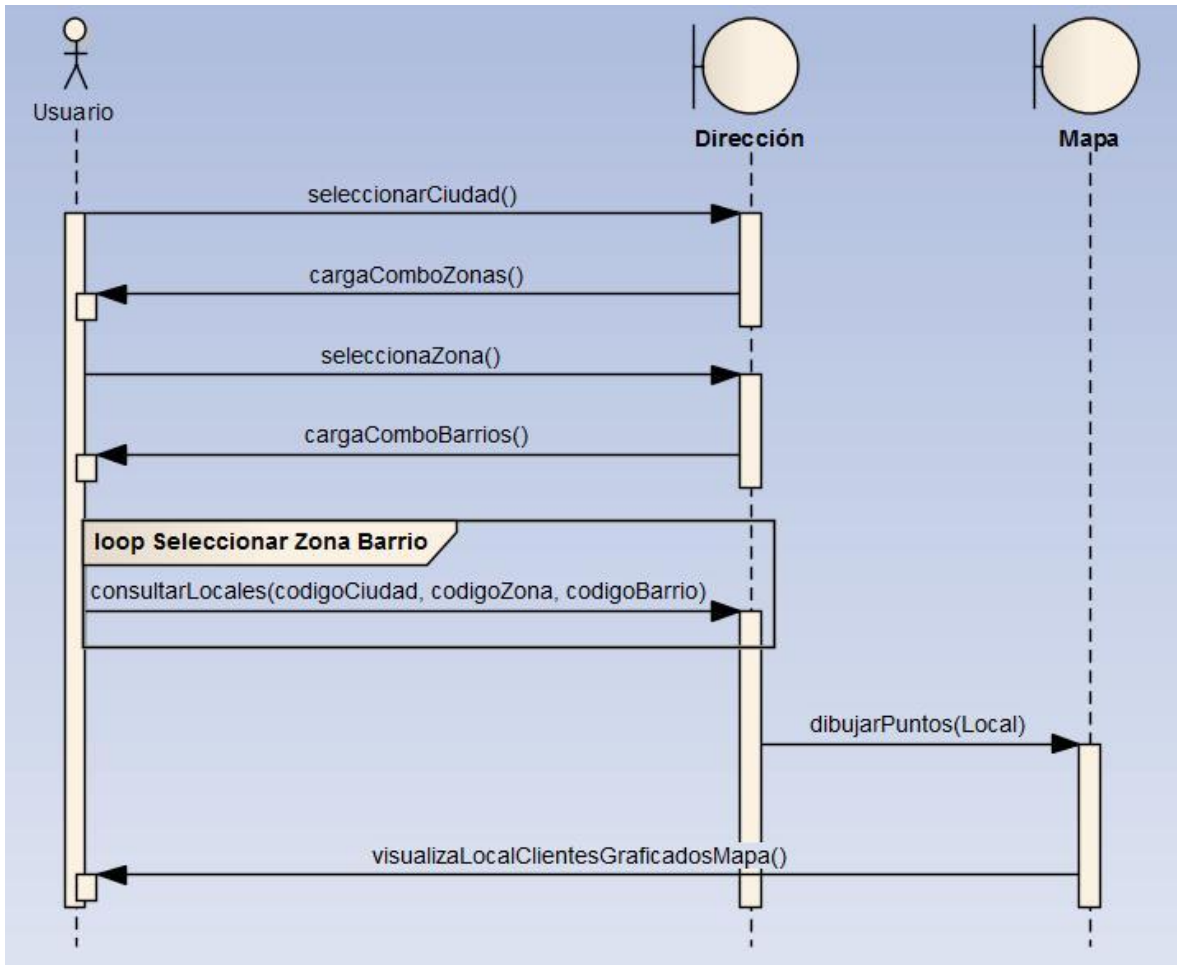 Usuario
Dirección
Mapa
seleccionarCiudad()
cargaComboZonas()
seleccionaZona()
cargaComboBarrios()
loop Seleccionar Zona Barrio
consultarLocales(codigoCiudad, codigoZona, codigoBarrio)
dibujarPuntos(Local)
visualizaLocalClientesGraficadosMapa()